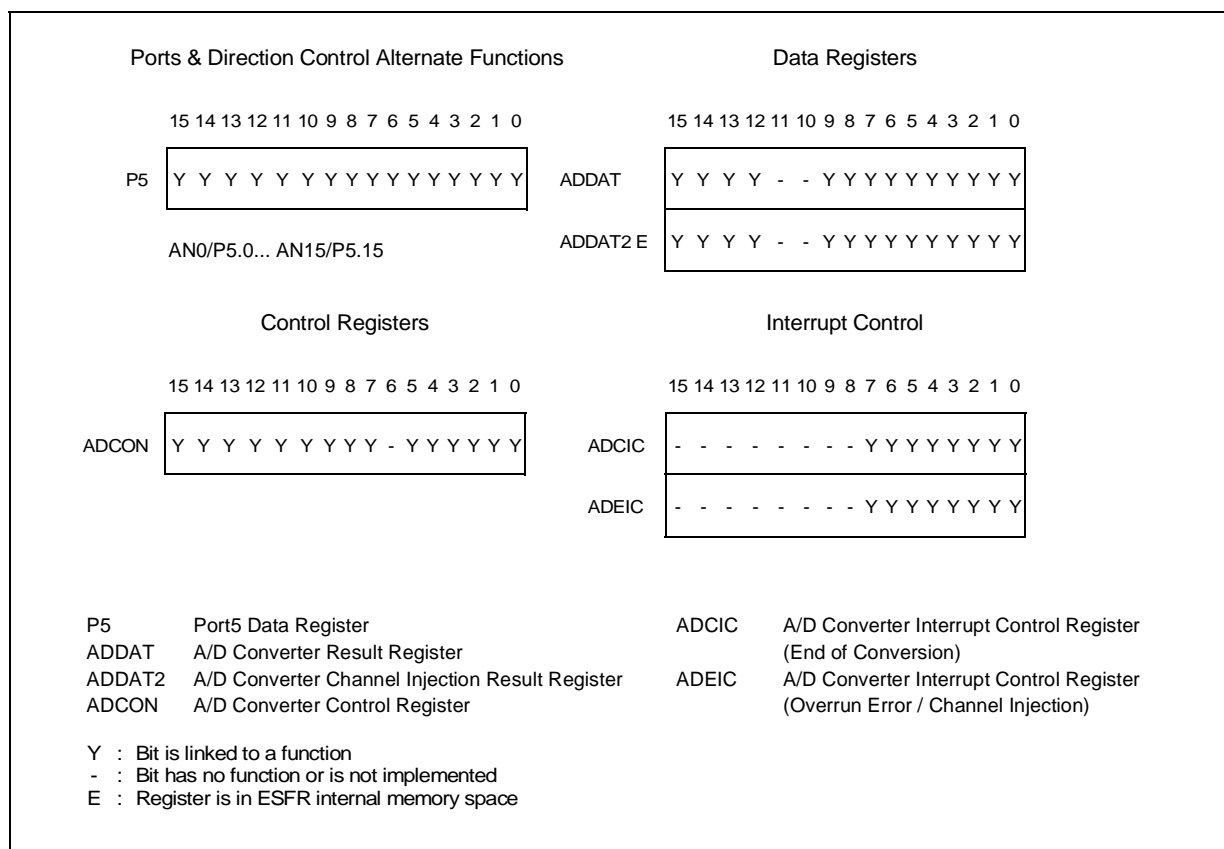 Ports & Direction Control Alternate Functions
15 14 13 12 11 10 9 8 7 6 5 4 3 2 1 0
P5 Y Y Y Y Y Y Y Y Y Y Y Y Y Y Y Y
AN0/P5.0... AN15/P5.15
Data Registers
15 14 13 12 11 10 9 8 7 6 5 4 3 2 1 0
ADDAT Y Y Y Y - - Y Y Y Y Y Y Y Y Y Y
ADDAT2 E Y Y Y Y - - Y Y Y Y Y Y Y Y Y Y
Control Registers
15 14 13 12 11 10 9 8 7 6 5 4 3 2 1 0
ADCON Y Y Y Y Y Y Y Y Y - Y Y Y Y Y Y
Interrupt Control
15 14 13 12 11 10 9 8 7 6 5 4 3 2 1 0
ADCIC - - - - - - - - Y Y Y Y Y Y Y Y
ADEIC - - - - - - - - Y Y Y Y Y Y Y Y
P5 Port5 Data Register
ADDAT A/D Converter Result Register
ADDAT2 A/D Converter Channel Injection Result Register
ADCON A/D Converter Control Register
ADCIC A/D Converter Interrupt Control Register
(End of Conversion)
ADEIC A/D Converter Interrupt Control Register
(Overrun Error / Channel Injection)
Y : Bit is linked to a function
- : Bit has no function or is not implemented
E : Register is in ESFR internal memory space